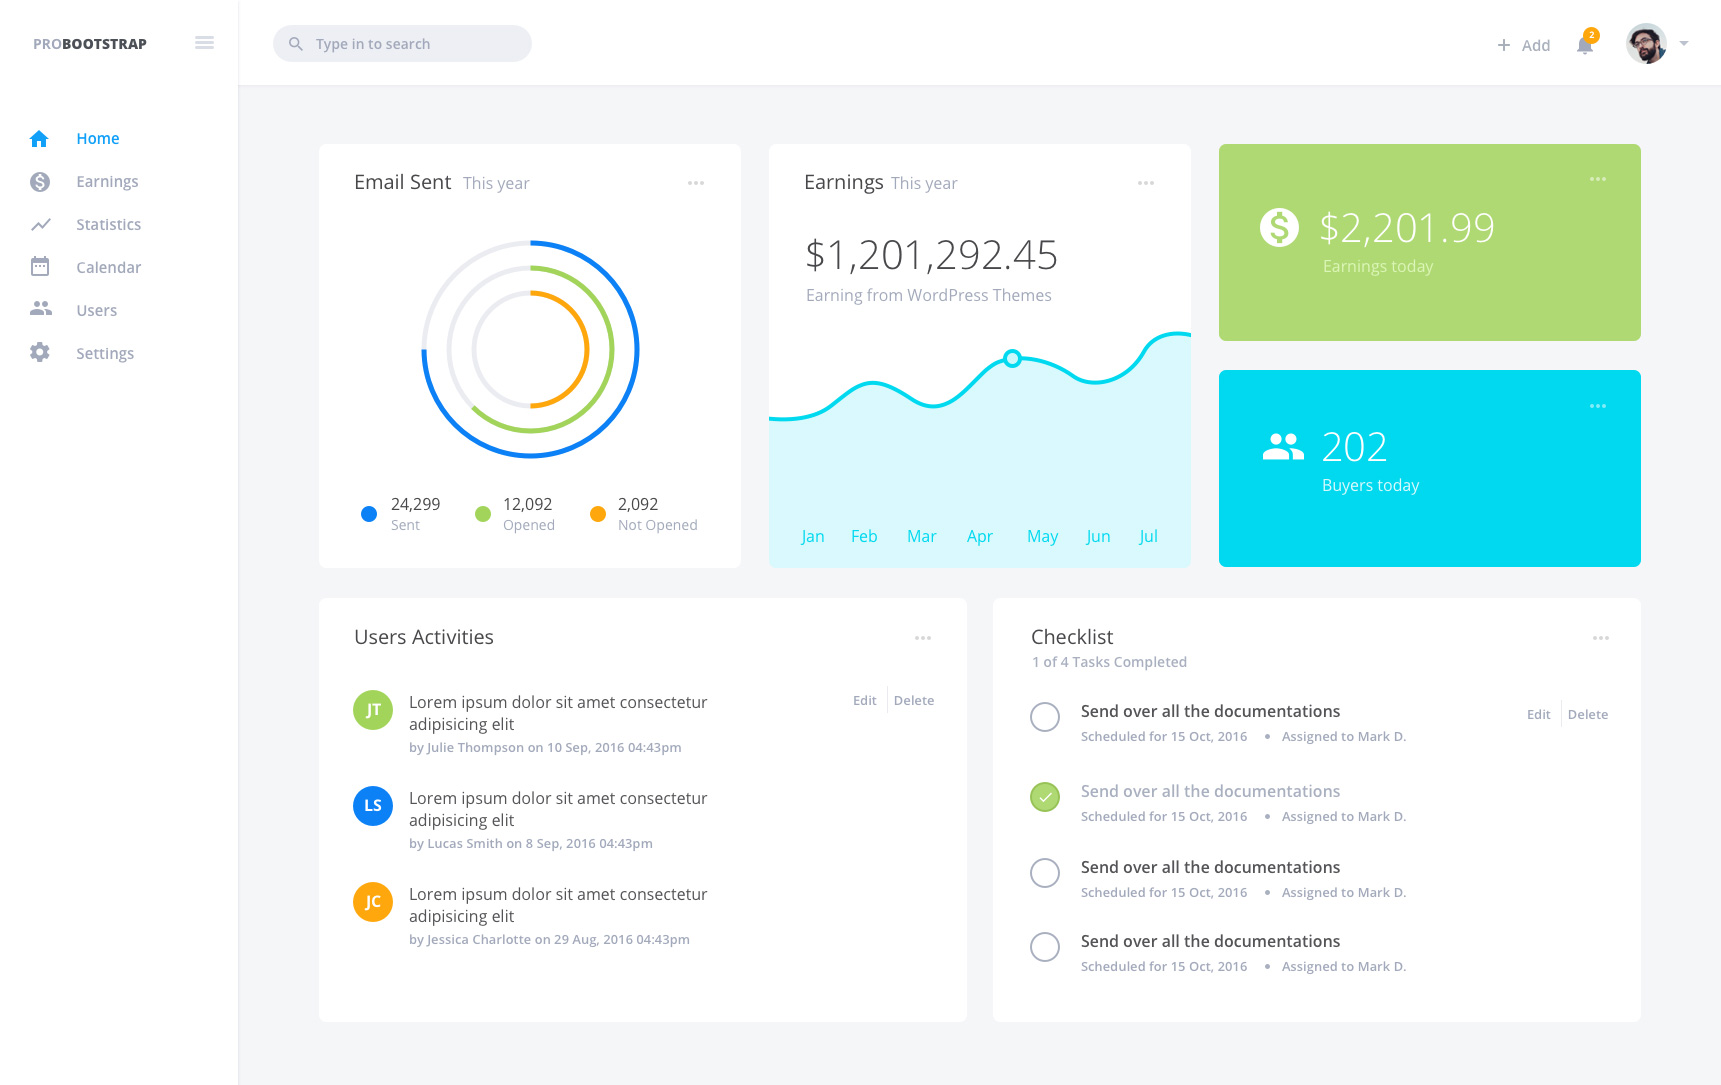 PROBOOTSTRAP
Type in to search
+ Add
2
Home
Earnings
Statistics
Calendar
Users
Settings
Email Sent This year
24,299
Sent
12,092
Opened
2,092
Not Opened
Earnings This year
$1,201,292.45
Earning from WordPress Themes
Jan Feb Mar Apr May Jun Jul
$ $2,201.99
Earnings today
202
Buyers today
Users Activities
JT
Lorem ipsum dolor sit amet consectetur
adipisicing elit
by Julie Thompson on 10 Sep, 2016 04:43pm
Edit Delete
LS
Lorem ipsum dolor sit amet consectetur
adipisicing elit
by Lucas Smith on 8 Sep, 2016 04:43pm
JC
Lorem ipsum dolor sit amet consectetur
adipisicing elit
by Jessica Charlotte on 29 Aug, 2016 04:43pm
Checklist
1 of 4 Tasks Completed
Send over all the documentations
Scheduled for 15 Oct, 2016 • Assigned to Mark D.
Edit Delete
Send over all the documentations
Scheduled for 15 Oct, 2016 • Assigned to Mark D.
Send over all the documentations
Scheduled for 15 Oct, 2016 • Assigned to Mark D.
Send over all the documentations
Scheduled for 15 Oct, 2016 • Assigned to Mark D.